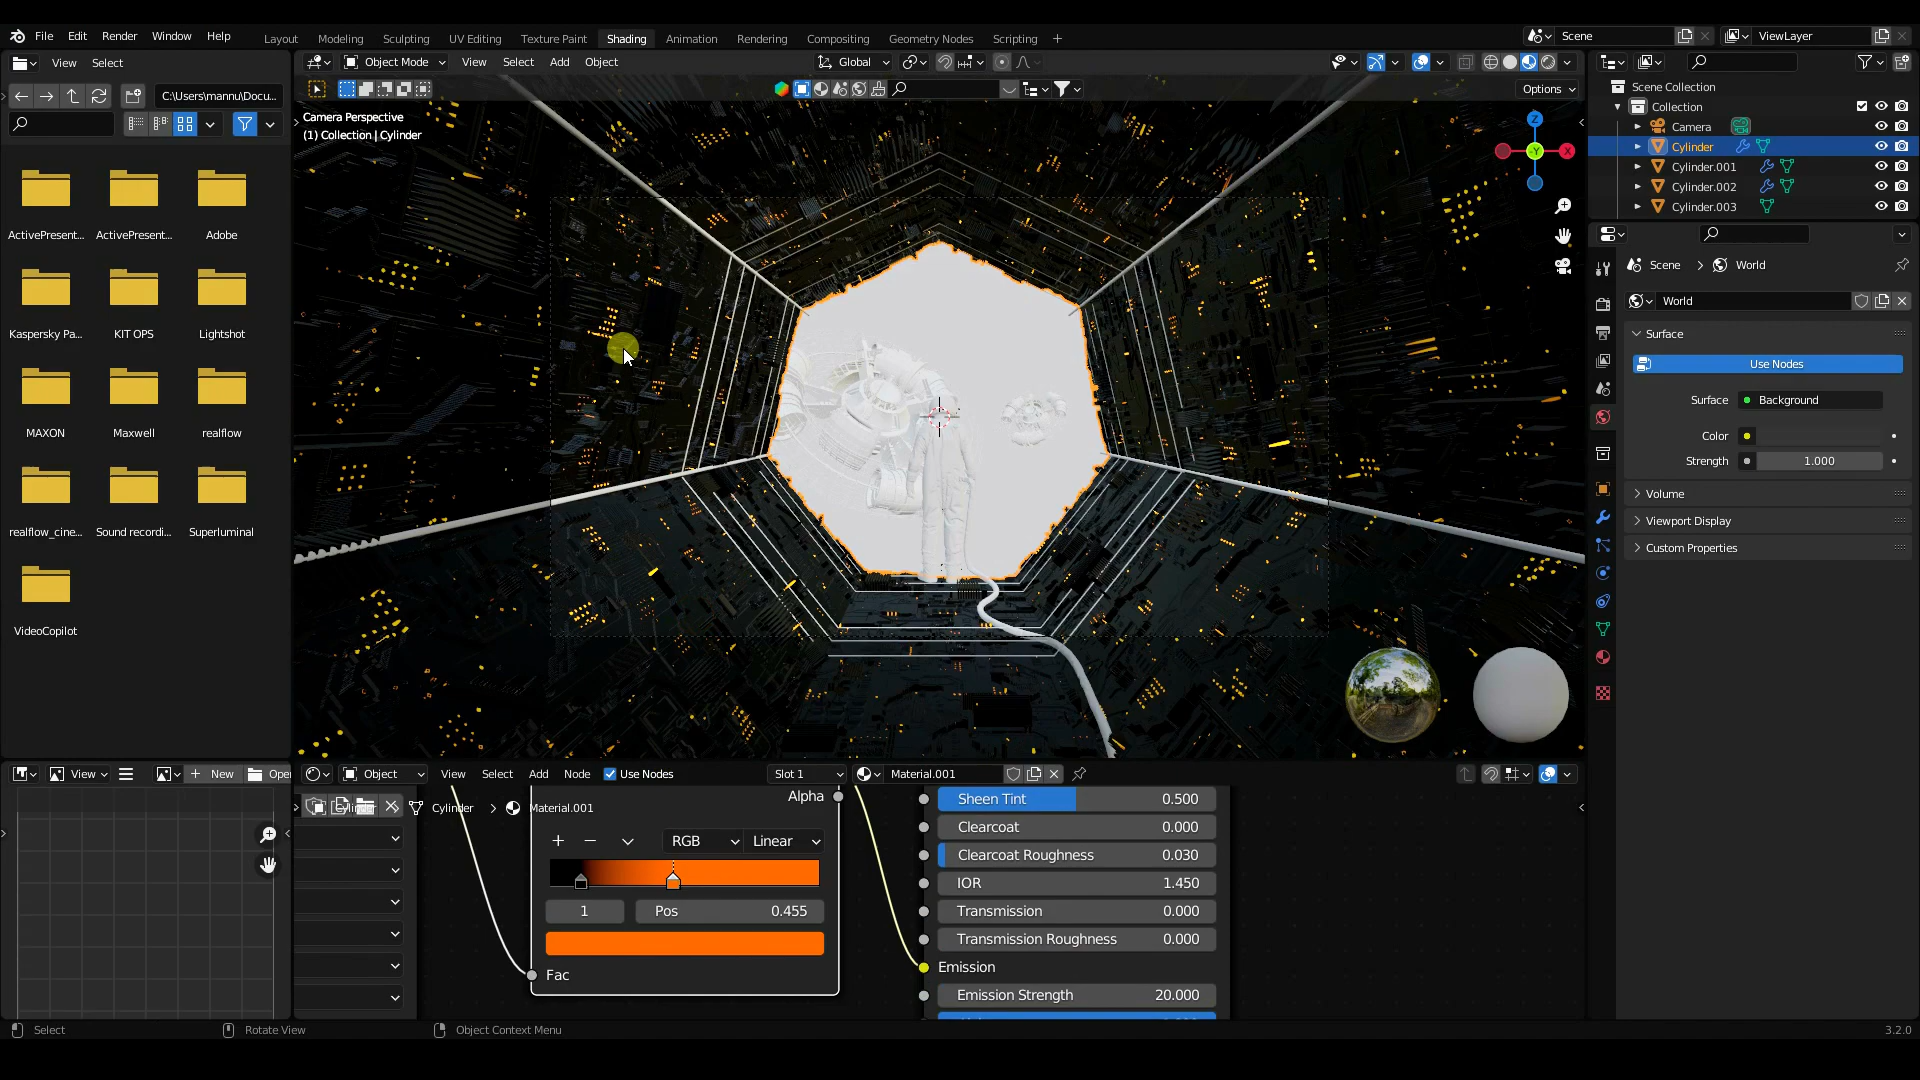 File Edit Render Window Help
Layout Modeling Sculpting UV Editing Texture Paint Shading Animation Rendering Compositing Geometry Nodes Scripting +
Scene
ViewLayer
View Select
Object Mode View Select Add Object
Global
C:\Users\mannu\Docu...
Options
Camera Perspective
(1) Collection | Cylinder
Z
-Y
X
Scene Collection
Collection
Camera
Cylinder
Cylinder.001
Cylinder.002
Cylinder.003
ActivePresent... ActivePresent... Adobe
Kaspersky Pa... KIT OPS Lightshot
MAXON Maxwell realflow
realflow_cine... Sound recordi... Superluminal
VideoCopilot
Scene > World
World
Surface
Use Nodes
Surface Background
Color
Strength 1.000
Volume
Viewport Display
Custom Properties
View + New Ope
Object View Select Add Node Use Nodes Slot 1 Material.001
Cylinder > Material.001
Alpha
+ − RGB Linear
1 Pos 0.455
Fac
Sheen Tint 0.500
Clearcoat 0.000
Clearcoat Roughness 0.030
IOR 1.450
Transmission 0.000
Transmission Roughness 0.000
Emission
Emission Strength 20.000
Select Rotate View Object Context Menu 3.2.0